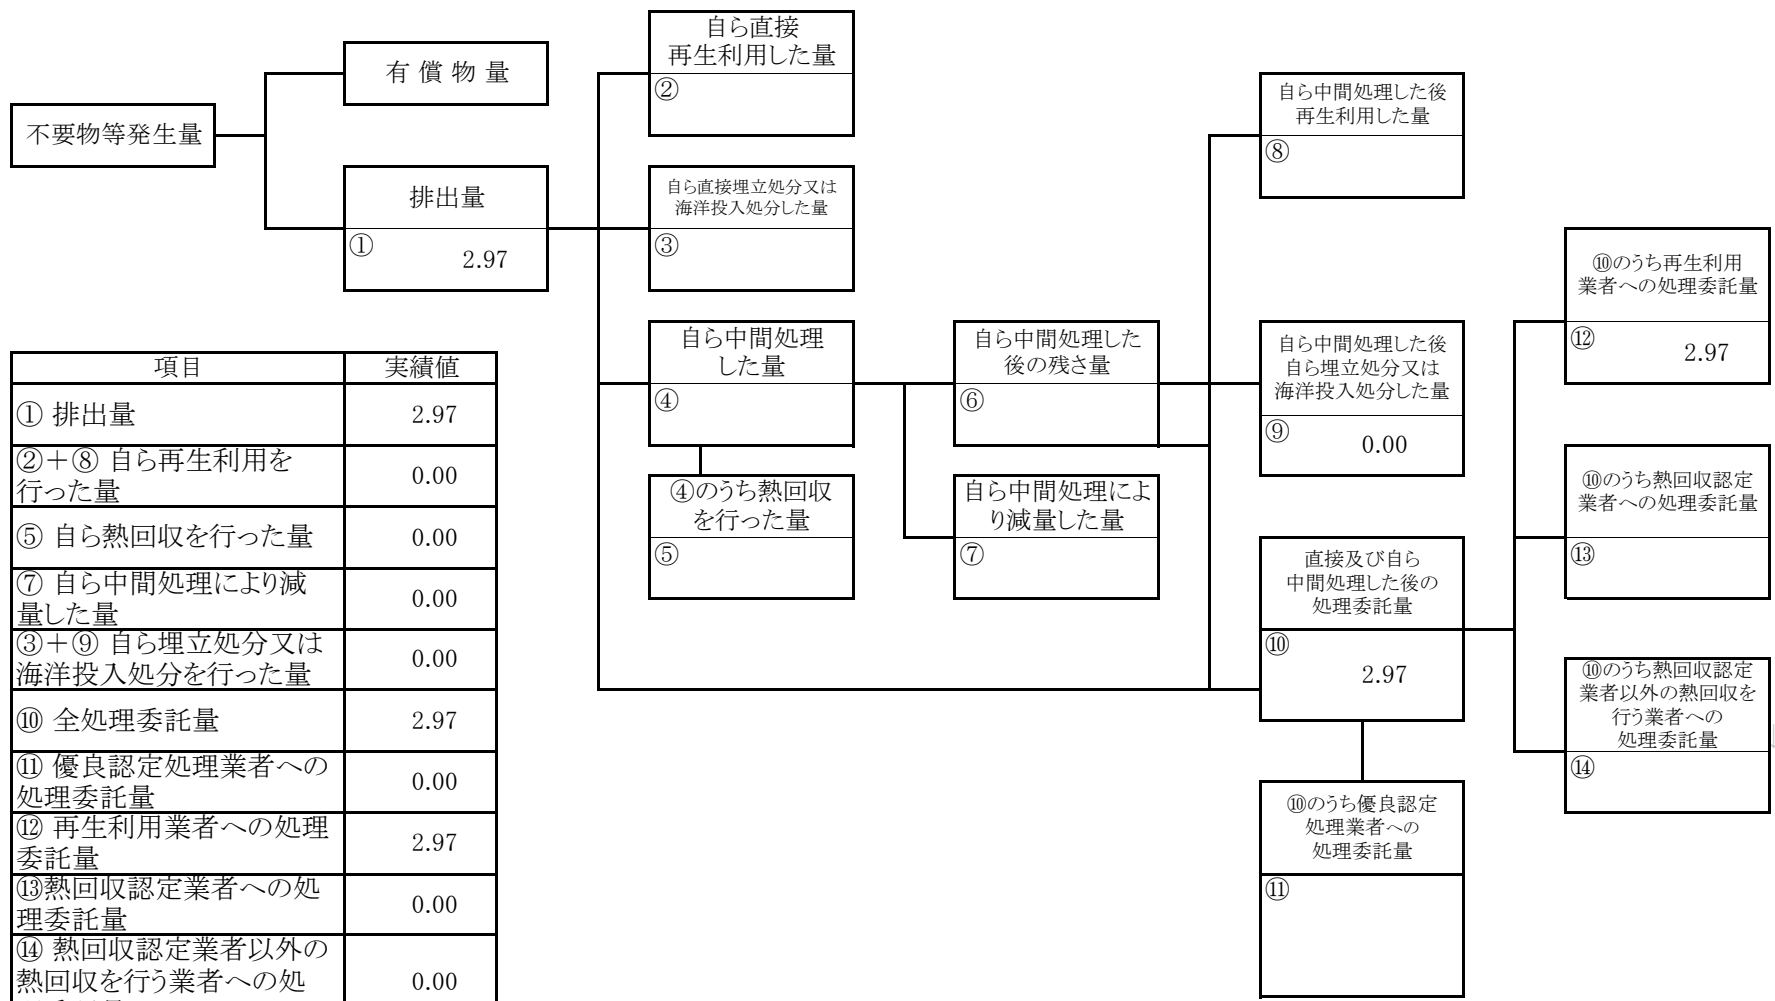 不要物等発生量
有 償 物 量
排出量
①
2.97
自ら直接
再生利用した量
②
自ら直接埋立処分又は
海洋投入処分した量
③
自ら中間処理
した量
④
④のうち熱回収
を行った量
⑤
自ら中間処理した
後の残さ量
⑥
自ら中間処理によ
り減量した量
⑦
自ら中間処理した後
再生利用した量
⑧
自ら中間処理した後
自ら埋立処分又は
海洋投入処分した量
⑨
0.00
直接及び自ら
中間処理した後の
処理委託量
⑩
2.97
⑩のうち優良認定
処理業者への
処理委託量
⑪
⑩のうち再生利用
業者への処理委託量
⑫
2.97
⑩のうち熱回収認定
業者への処理委託量
⑬
⑩のうち熱回収認定
業者以外の熱回収を
行う業者への
処理委託量
⑭
項目 実績値
① 排出量 2.97
②＋⑧ 自ら再生利用を
行った量 0.00
⑤ 自ら熱回収を行った量 0.00
⑦ 自ら中間処理により減
量した量 0.00
③＋⑨ 自ら埋立処分又は
海洋投入処分を行った量 0.00
⑩ 全処理委託量 2.97
⑪ 優良認定処理業者への
処理委託量 0.00
⑫ 再生利用業者への処理
委託量 2.97
⑬熱回収認定業者への処
理委託量 0.00
⑭ 熱回収認定業者以外の
熱回収を行う業者への処 0.00